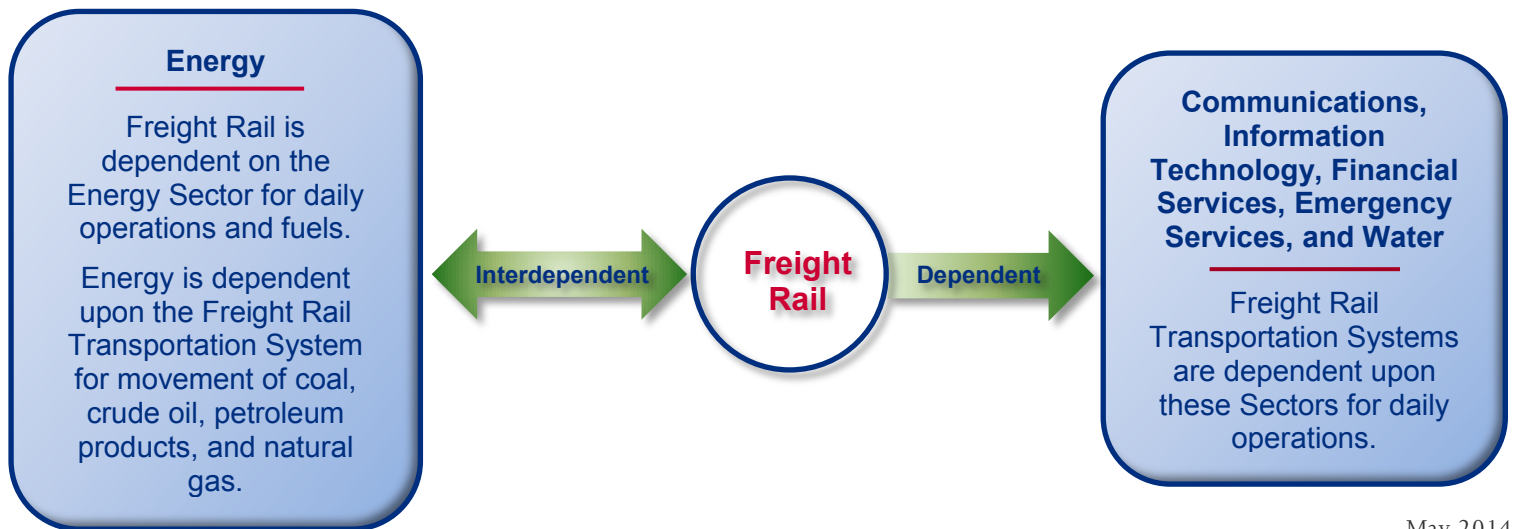 Energy
Freight Rail is
dependent on the
Energy Sector for daily
operations and fuels.
Energy is dependent
upon the Freight Rail
Transportation System
for movement of coal,
crude oil, petroleum
products, and natural
gas.
Interdependent
Freight
Rail
Dependent
Communications,
Information
Technology, Financial
Services, Emergency
Services, and Water
Freight Rail
Transportation Systems
are dependent upon
these Sectors for daily
operations.
May 2014